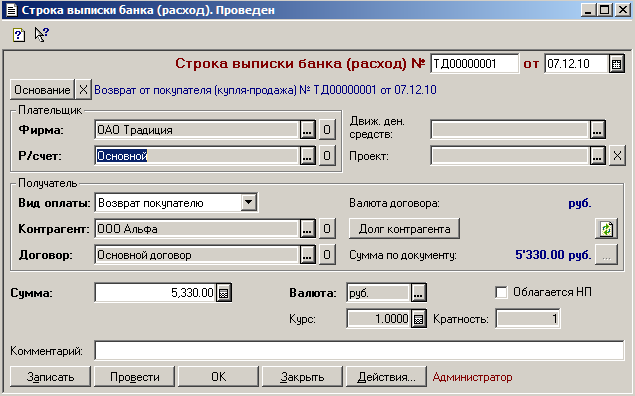 Строка выписки банка (расход). Проведен
Строка выписки банка (расход) № ТД00000001 от 07.12.10
Основание X Возврат от покупателя (купля-продажа) № ТД00000001 от 07.12.10
Плательщик
Фирма: ОАО Традиция ... О Движ. ден. средств: ...
Р/счет: Основной ... О Проект: ... X
Получатель
Вид оплаты: Возврат покупателю Валюта договора: руб.
Контрагент: ООО Альфа ... О Долг контрагента
Договор: Основной договор ... О Сумма по документу: 5'330.00 руб. ...
Сумма: 5,330.00 Валюта: руб. ... Облагается НП
Курс: 1.0000 Кратность: 1
Комментарий:
Записать Провести OK Закрыть Действия... Администратор